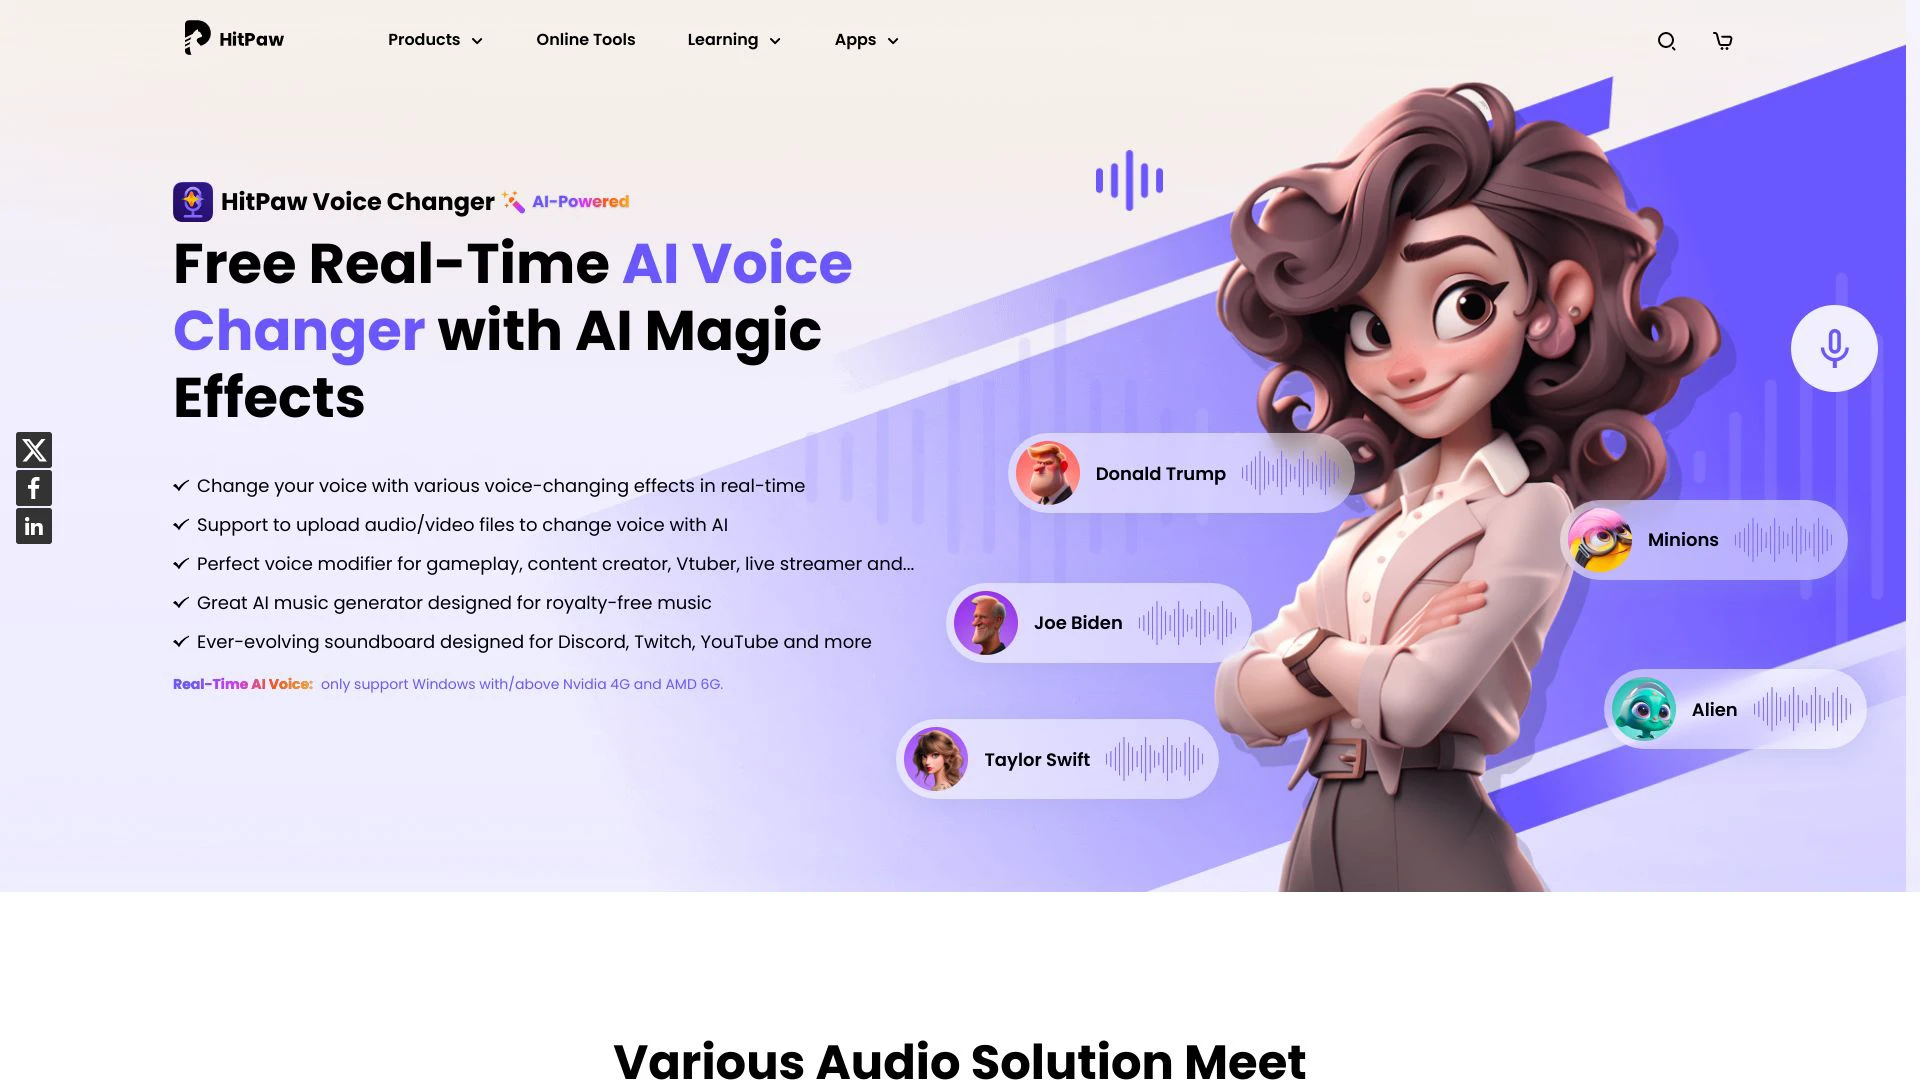 HitPaw
Products
Online Tools
Learning
Apps
HitPaw Voice Changer
AI-Powered
Free Real-Time AI Voice
Changer with AI Magic
Effects
Change your voice with various voice-changing effects in real-time
Support to upload audio/video files to change voice with AI
Perfect voice modifier for gameplay, content creator, Vtuber, live streamer and...
Great AI music generator designed for royalty-free music
Ever-evolving soundboard designed for Discord, Twitch, YouTube and more
Real-Time AI Voice: only support Windows with/above Nvidia 4G and AMD 6G.
Donald Trump
Minions
Joe Biden
Alien
Taylor Swift
Various Audio Solution Meet